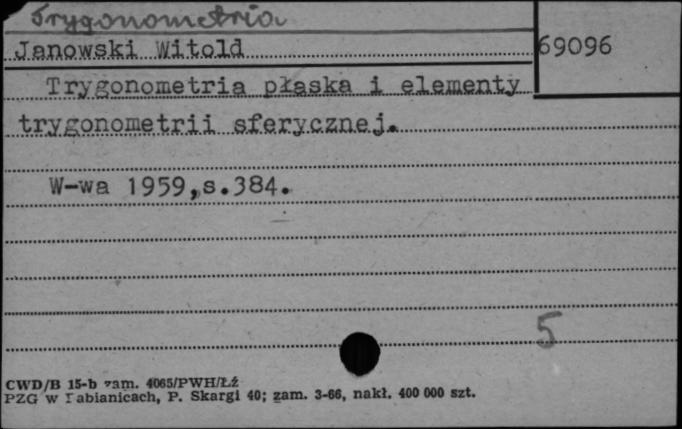 Trygonometria
Janowski Witold
69096
Trygonometria płaska i elementy
trygonometrii sferycznej.
W-wa 1959,s.384.
5
CWD/B 15-b zam. 4065/PWH/Łż
PZG w Pabianicach, P. Skargi 40; zam. 3-66, nakł. 400 000 szt.